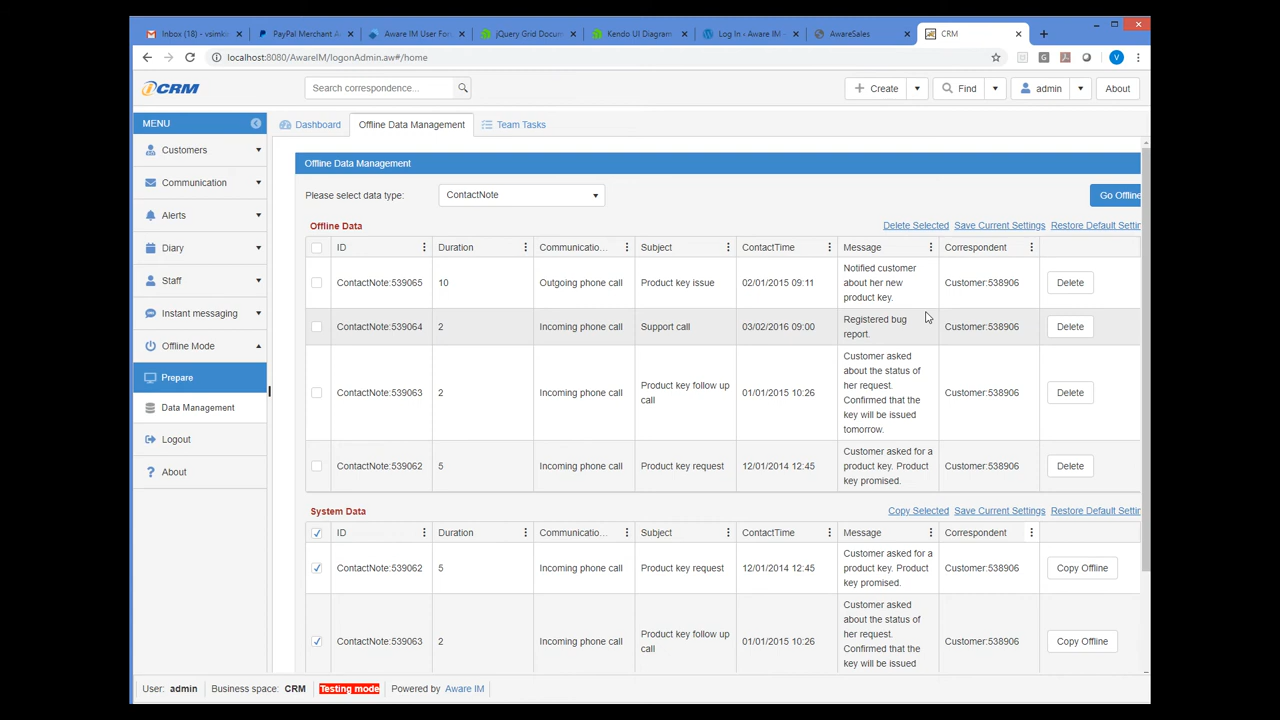 Inbox (18) - vsimk
PayPal Merchant A
Aware IM User For
jQuery Grid Docum
Kendo UI Diagram
Log In ‹ Aware IM —
AwareSales
CRM
localhost:8080/AwareIM/logonAdmin.aw#/home
V
CRM
Search correspondence...
Create
Find
admin
About
MENU
Customers
Communication
Alerts
Diary
Staff
Instant messaging
Offline Mode
Prepare
Data Management
Logout
About
Dashboard
Offline Data Management
Team Tasks
Offline Data Management
Please select data type:
ContactNote
Go Offline
Offline Data
Delete Selected Save Current Settings Restore Default Settin
ID Duration Communicatio... Subject ContactTime Message Correspondent
ContactNote:539065 10 Outgoing phone call Product key issue 02/01/2015 09:11
Notified customer
about her new
product key.
Customer:538906 Delete
ContactNote:539064 2 Incoming phone call Support call 03/02/2016 09:00
Registered bug
report.
Customer:538906 Delete
ContactNote:539063 2 Incoming phone call
Product key follow up
call
01/01/2015 10:26
Customer asked
about the status of
her request.
Confirmed that the
key will be issued
tomorrow.
Customer:538906 Delete
ContactNote:539062 5 Incoming phone call Product key request 12/01/2014 12:45
Customer asked for a
product key. Product
key promised.
Customer:538906 Delete
System Data
Copy Selected Save Current Settings Restore Default Settin
ID Duration Communicatio... Subject ContactTime Message Correspondent
ContactNote:539062 5 Incoming phone call Product key request 12/01/2014 12:45
Customer asked for a
product key. Product
key promised.
Customer:538906 Copy Offline
ContactNote:539063 2 Incoming phone call
Product key follow up
call
01/01/2015 10:26
Customer asked
about the status of
her request.
Confirmed that the
key will be issued
Customer:538906 Copy Offline
User: admin Business space: CRM Testing mode Powered by Aware IM